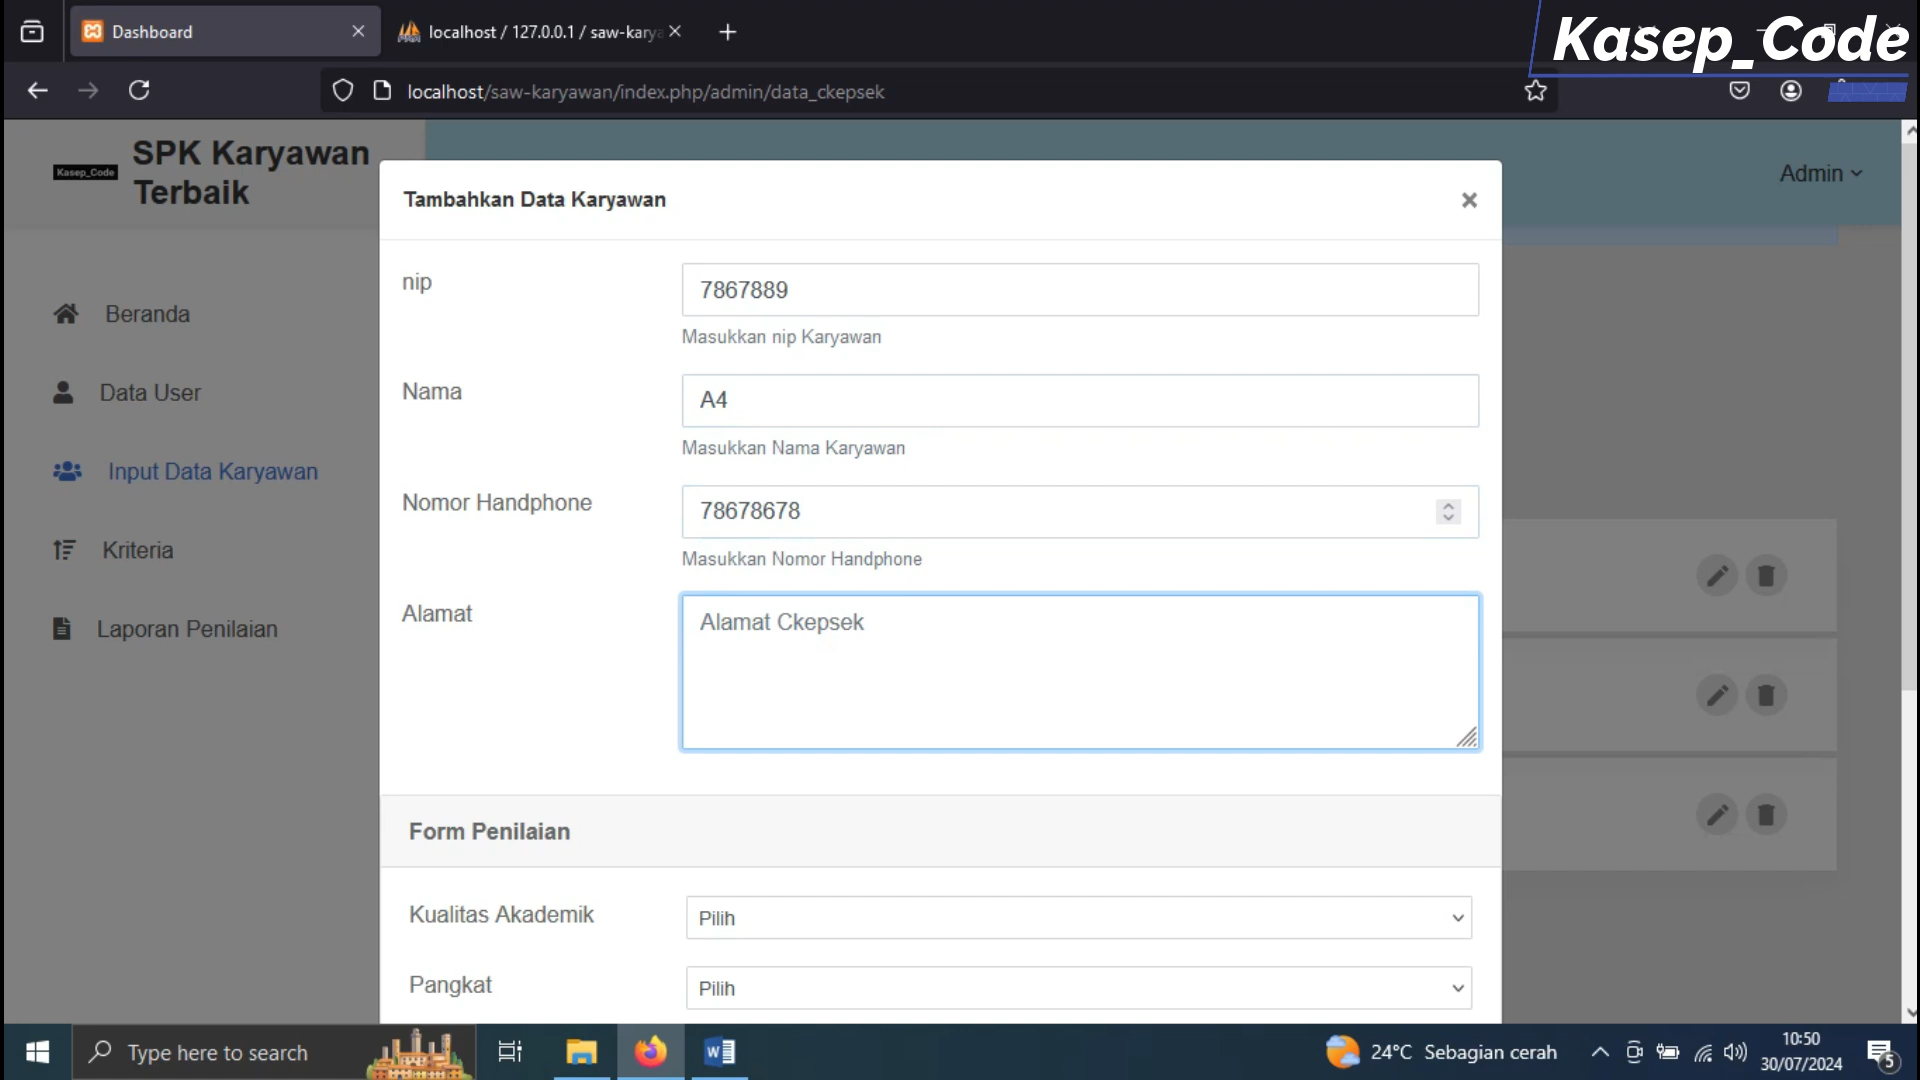 Dashboard
localhost / 127.0.0.1 / saw-karya
Kasep_Code
localhost/saw-karyawan/index.php/admin/data_ckepsek
Kasep_Code
SPK Karyawan
Terbaik
Admin
Tambahkan Data Karyawan
nip
7867889
Masukkan nip Karyawan
Beranda
Nama
A4
Masukkan Nama Karyawan
Data User
Input Data Karyawan
Nomor Handphone
78678678
Masukkan Nomor Handphone
Kriteria
Alamat
Alamat Ckepsek
Laporan Penilaian
Form Penilaian
Kualitas Akademik
Pilih
Pangkat
Pilih
Type here to search
24°C Sebagian cerah
10:50
30/07/2024
5